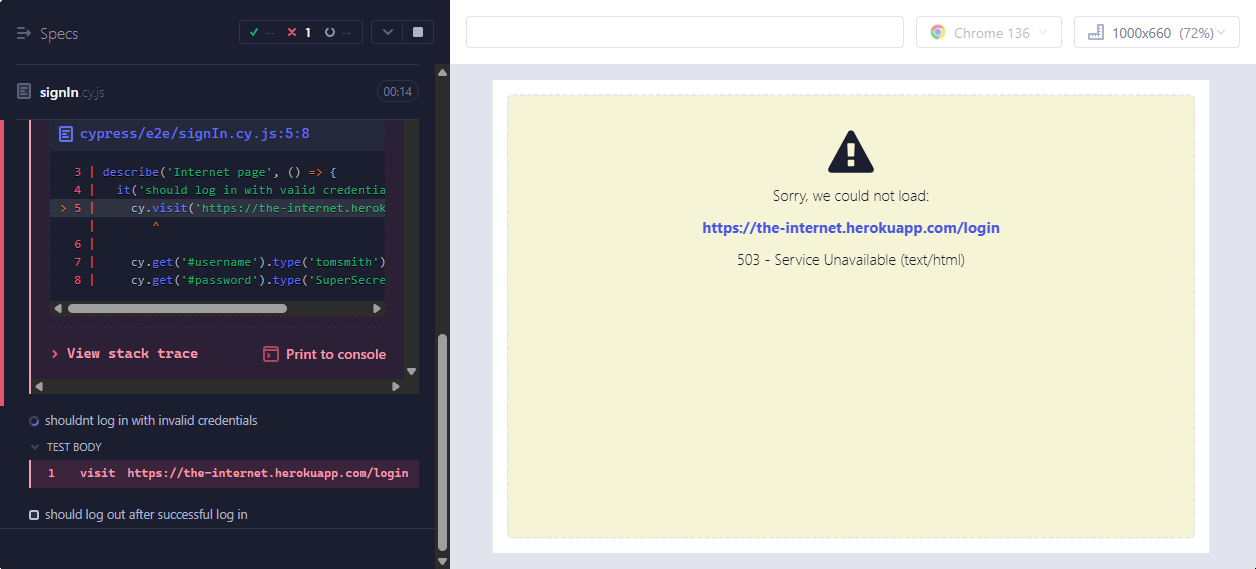 Specs
-- 1 --
signIn.cy.js 00:14
cypress/e2e/signIn.cy.js:5:8
3 | describe('Internet page', () => {
4 | it('should log in with valid credentia
> 5 | cy.visit('https://the-internet.herok
| ^
6 |
7 | cy.get('#username').type('tomsmith')
8 | cy.get('#password').type('SuperSecre
> View stack trace
Print to console
shouldnt log in with invalid credentials
TEST BODY
1 visit https://the-internet.herokuapp.com/login
should log out after successful log in
Chrome 136
1000x660 (72%)
Sorry, we could not load:
https://the-internet.herokuapp.com/login
503 - Service Unavailable (text/html)